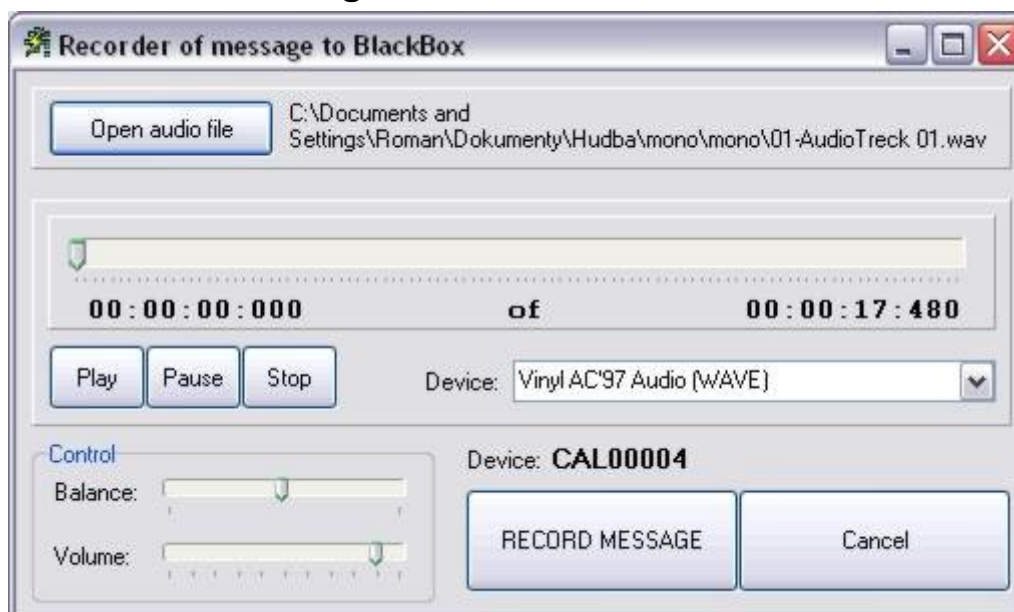 Recorder of message to BlackBox
Open audio file
C:\Documents and
Settings\Roman\Dokumenty\Hudba\mono\mono\01-AudioTreck 01.wav
00:00:00:000 of 00:00:17:480
Play Pause Stop Device: Vinyl AC'97 Audio (WAVE)
Control
Balance:
Volume:
Device: CAL00004
RECORD MESSAGE Cancel